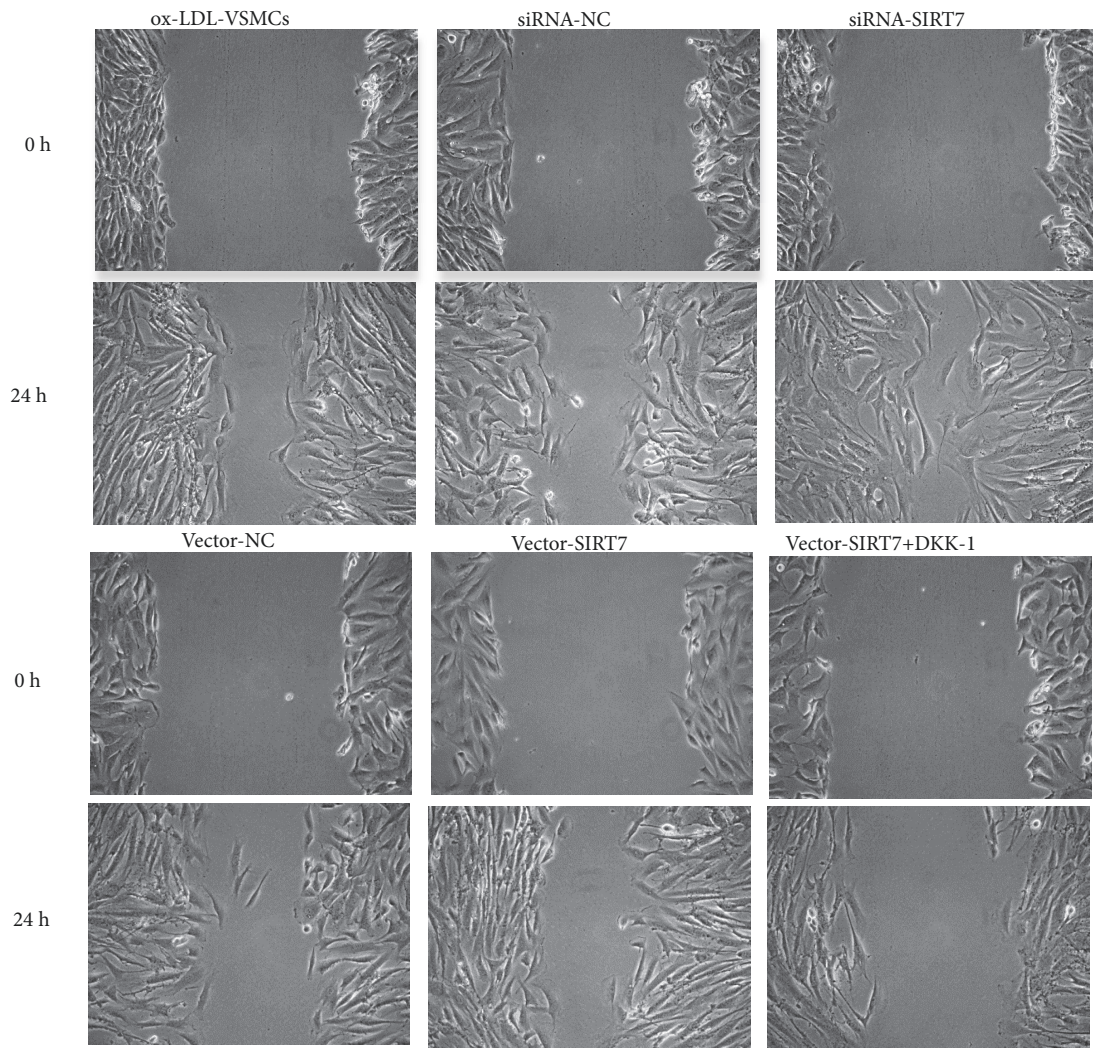 ox-LDL-VSMCs siRNA-NC siRNA-SIRT7
0 h
24 h
Vector-NC Vector-SIRT7 Vector-SIRT7+DKK-1
0 h
24 h